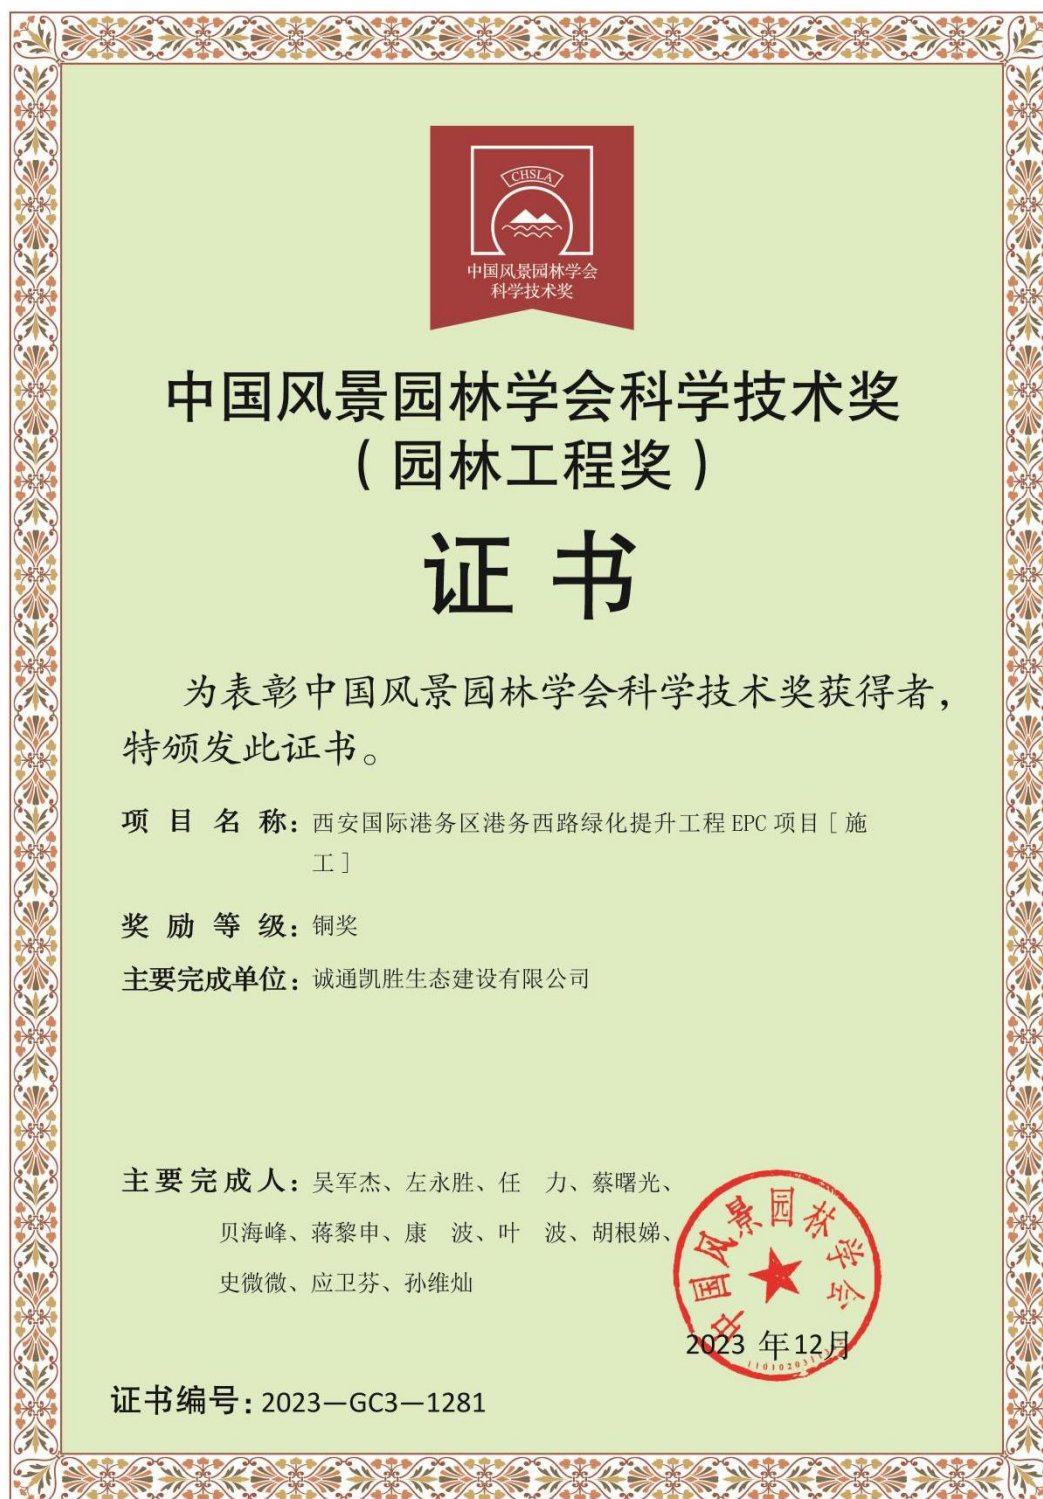 CHSLA
中国风景园林学会
科学技术奖
中国风景园林学会科学技术奖
（园林工程奖）
证书
为表彰中国风景园林学会科学技术奖获得者，
特颁发此证书。
项目名称：西安国际港务区港务西路绿化提升工程 EPC 项目［施
工］
奖励等级：铜奖
主要完成单位：诚通凯胜生态建设有限公司
主要完成人：吴军杰、左永胜、任　力、蔡曙光、
贝海峰、蒋黎申、康　波、叶　波、胡根娣、
史微微、应卫芬、孙维灿
中国风景园林学会
2023 年12月
证书编号：2023—GC3—1281